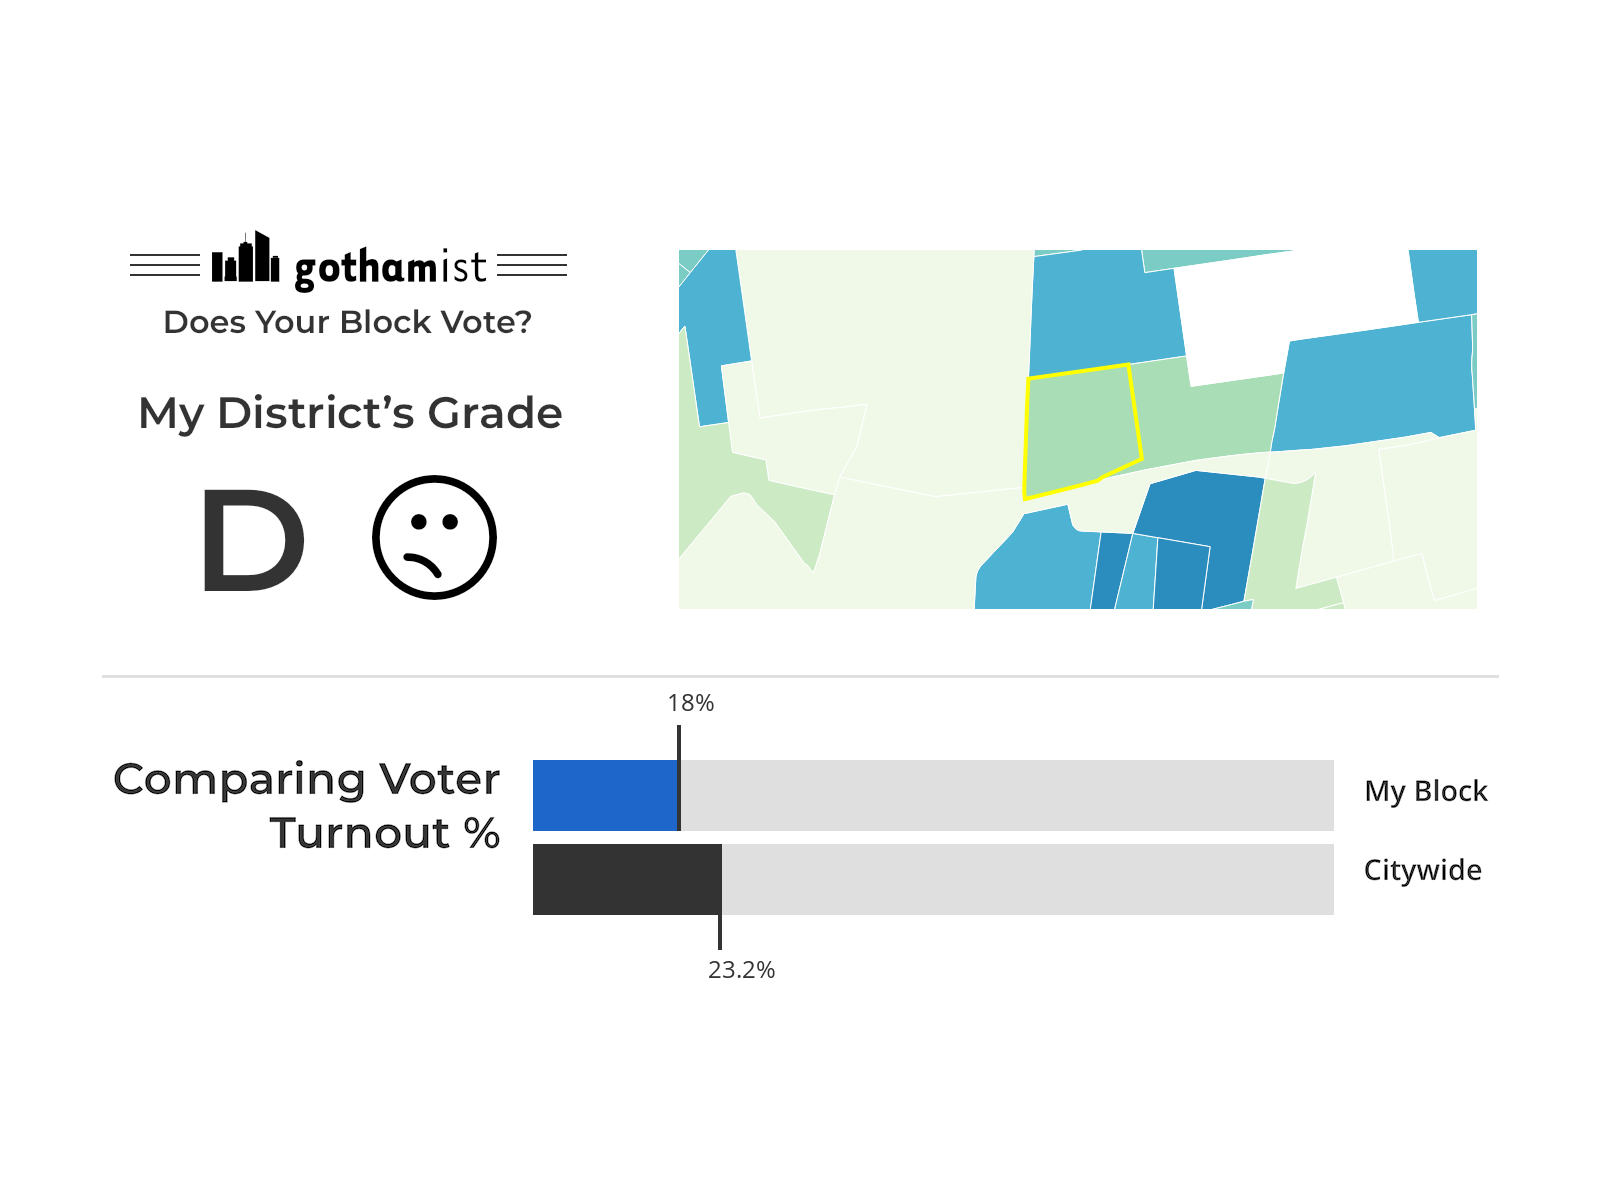 gothamist
Does Your Block Vote?
My District’s Grade
D
18%
Comparing Voter
Turnout %
My Block
Citywide
23.2%